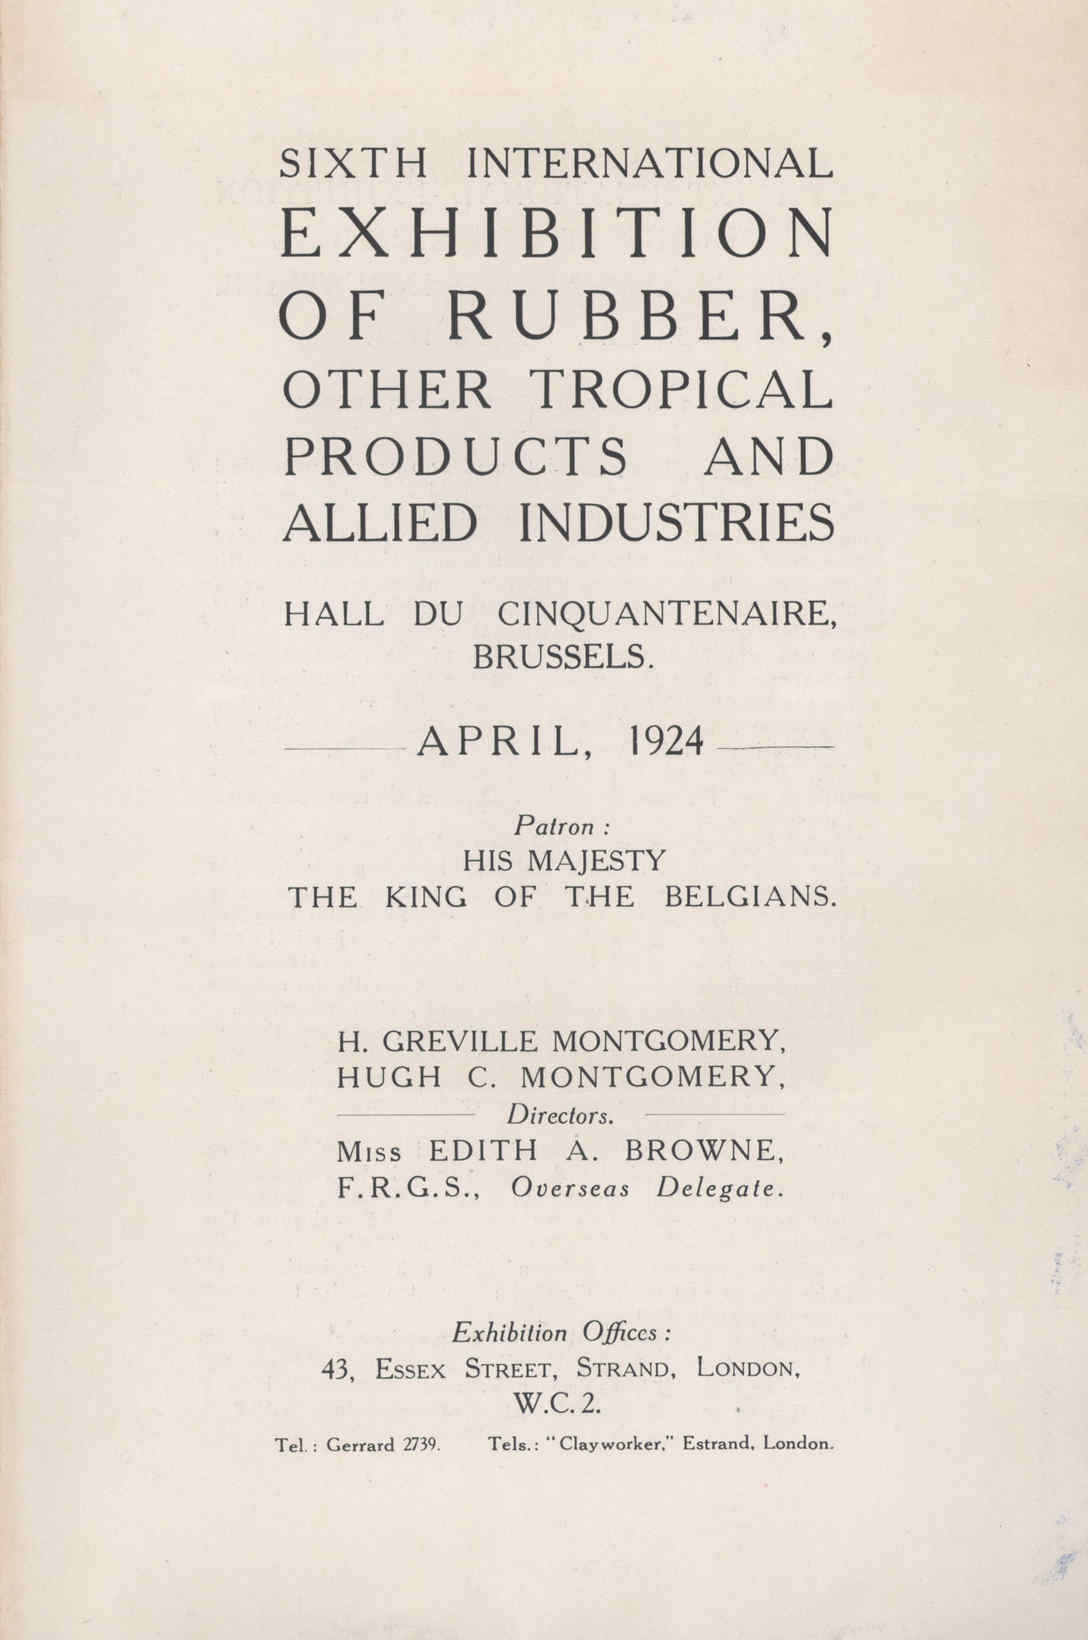 SIXTH INTERNATIONAL
EXHIBITION
OF RUBBER,
OTHER TROPICAL
PRODUCTS AND
ALLIED INDUSTRIES
HALL DU CINQUANTENAIRE,
BRUSSELS.
APRIL, 1924
Patron :
HIS MAJESTY
THE KING OF THE BELGIANS.
H. GREVILLE MONTGOMERY,
HUGH C. MONTGOMERY,
Directors.
Miss EDITH A. BROWNE,
F.R.G.S., Overseas Delegate.
Exhibition Offices :
43, Essex Street, Strand, London,
W.C. 2.
Tel. : Gerrard 2739. Tels.: "Clayworker," Estrand, London.